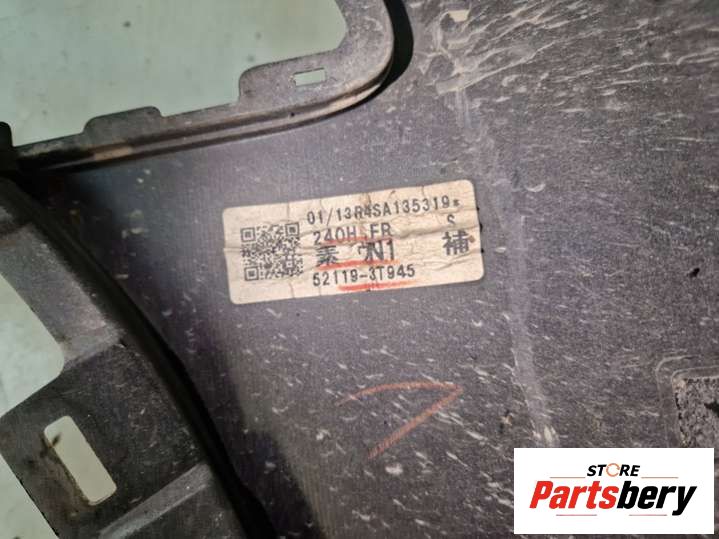 01/13R4SA135319*
240H FR S
素 N1 補
52119-3T945
STORE
Partsbery